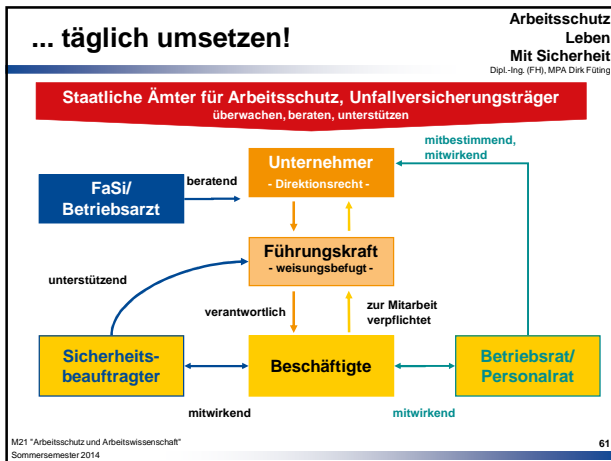 ... täglich umsetzen!
Arbeitsschutz
Leben
Mit Sicherheit
Dipl.-Ing. (FH), MPA Dirk Füting
Staatliche Ämter für Arbeitsschutz, Unfallversicherungsträger
überwachen, beraten, unterstützen
mitbestimmend,
mitwirkend
Unternehmer
- Direktionsrecht -
beratend
FaSi/
Betriebsarzt
Führungskraft
- weisungsbefugt -
unterstützend
verantwortlich
zur Mitarbeit
verpflichtet
Sicherheits-
beauftragter
Beschäftigte
Betriebsrat/
Personalrat
mitwirkend
mitwirkend
M21 "Arbeitsschutz und Arbeitswissenschaft"
Sommersemester 2014
61